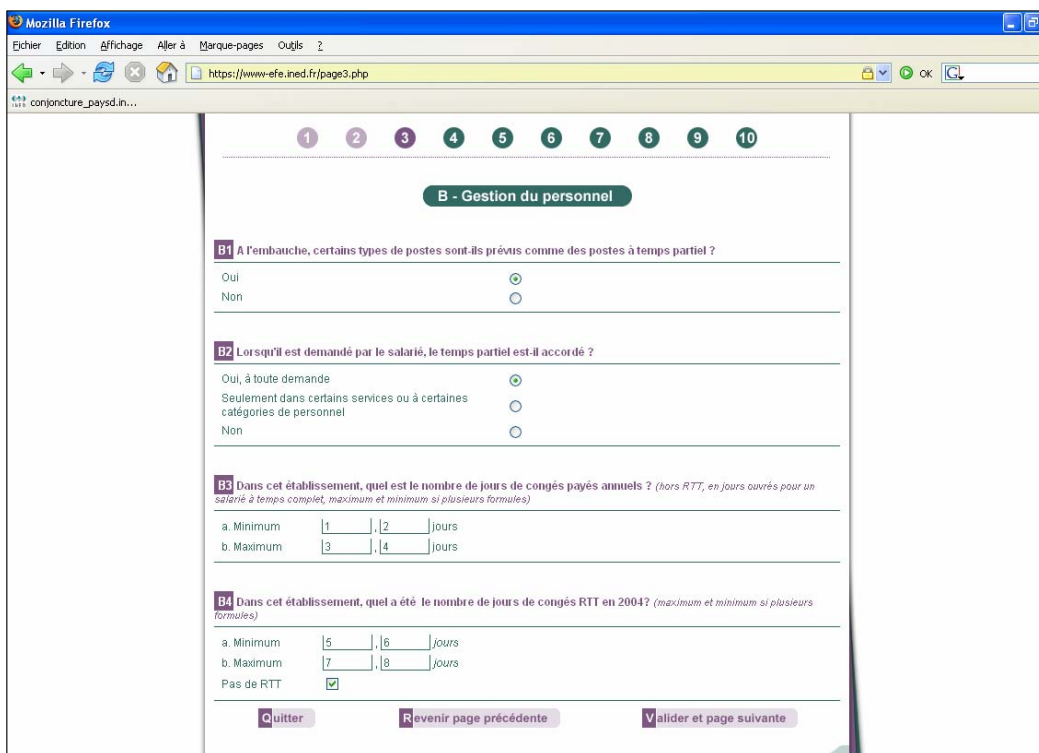 Mozilla Firefox
Fichier Edition Affichage Aller à Marque-pages Outils ?
https://www-efe.ined.fr/page3.php OK G
INFO conjoncture_paysd.in...
1 2 3 4 5 6 7 8 9 10
B - Gestion du personnel
B1 A l'embauche, certains types de postes sont-ils prévus comme des postes à temps partiel ?
Oui
Non
B2 Lorsqu'il est demandé par le salarié, le temps partiel est-il accordé ?
Oui, à toute demande
Seulement dans certains services ou à certaines
catégories de personnel
Non
B3 Dans cet établissement, quel est le nombre de jours de congés payés annuels ? (hors RTT, en jours ouvrés pour un
salarié à temps complet, maximum et minimum si plusieurs formules)
a. Minimum 1 , 2 jours
b. Maximum 3 , 4 jours
B4 Dans cet établissement, quel a été le nombre de jours de congés RTT en 2004? (maximum et minimum si plusieurs
formules)
a. Minimum 5 , 6 jours
b. Maximum 7 , 8 jours
Pas de RTT
Quitter Revenir page précédente Valider et page suivante